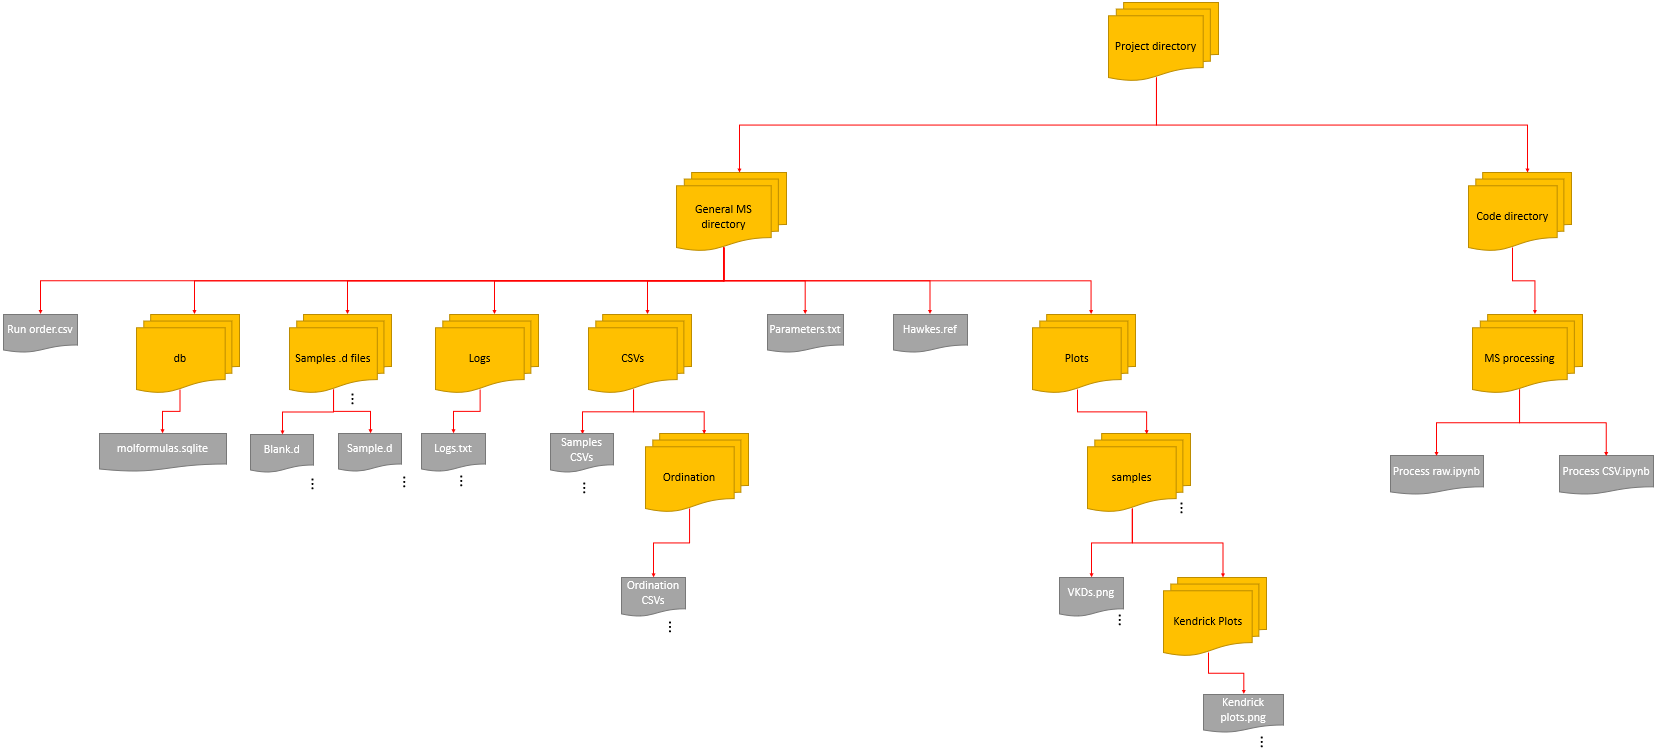 Project directory
General MS
directory
Code directory
Run order.csv
db
Samples .d files
Logs
CSVs
Parameters.txt
Hawkes.ref
Plots
MS processing
molformulas.sqlite
Blank.d
Sample.d
Logs.txt
Samples
CSVs
Ordination
samples
Process raw.ipynb
Process CSV.ipynb
Ordination
CSVs
VKDs.png
Kendrick Plots
Kendrick
plots.png